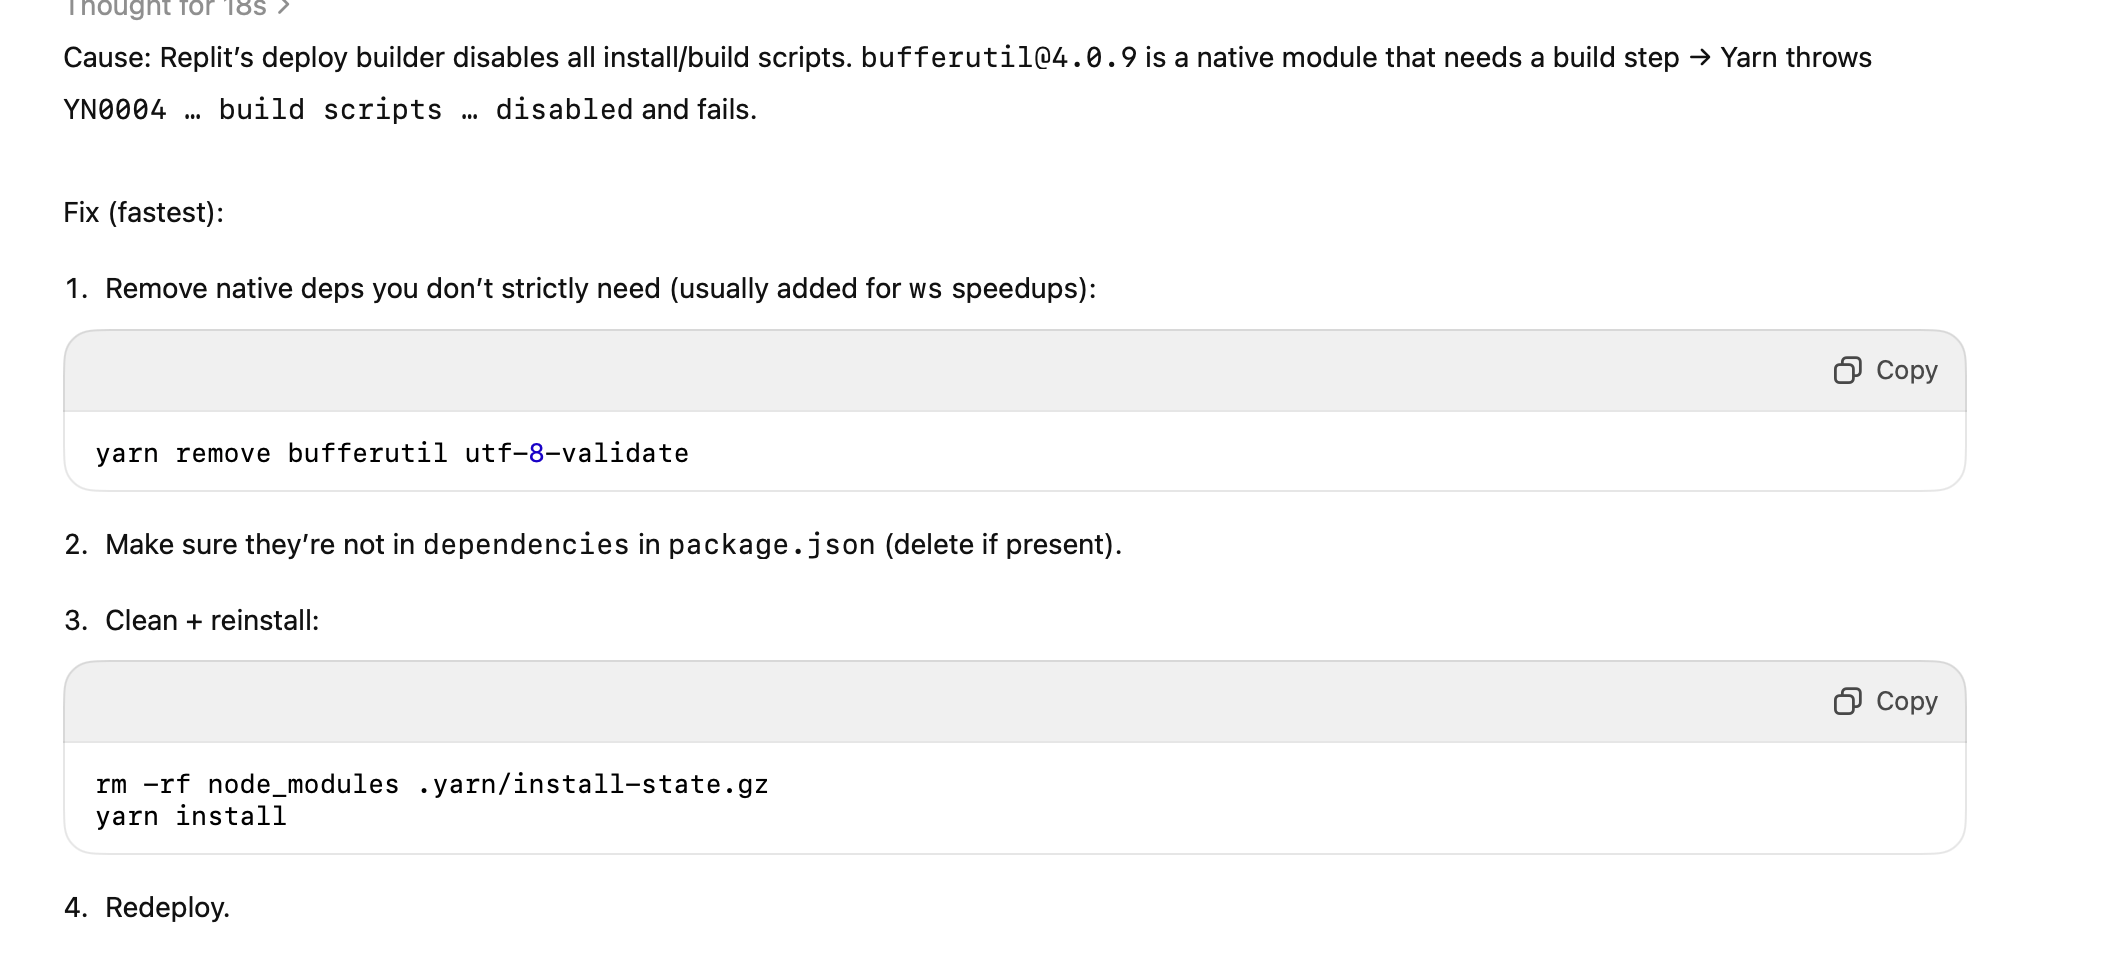 Thought for 18s >
Cause: Replit’s deploy builder disables all install/build scripts. bufferutil@4.0.9 is a native module that needs a build step → Yarn throws
YN0004 … build scripts … disabled and fails.
Fix (fastest):
1. Remove native deps you don’t strictly need (usually added for ws speedups):
Copy
yarn remove bufferutil utf-8-validate
2. Make sure they’re not in dependencies in package.json (delete if present).
3. Clean + reinstall:
Copy
rm -rf node_modules .yarn/install-state.gz
yarn install
4. Redeploy.